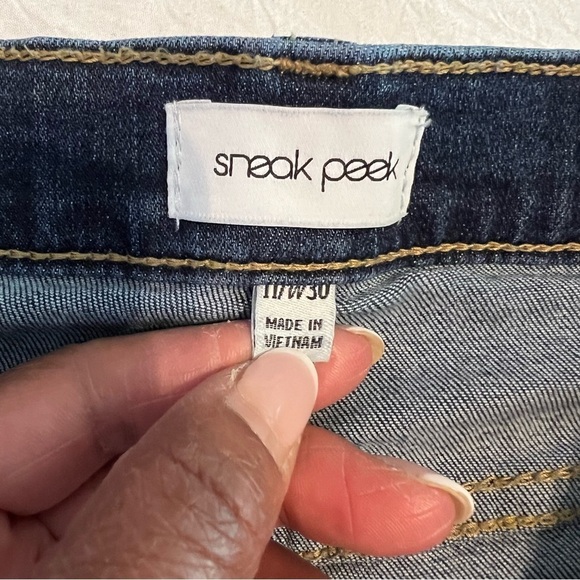 sneak peek
11/W30
MADE IN
VIETNAM